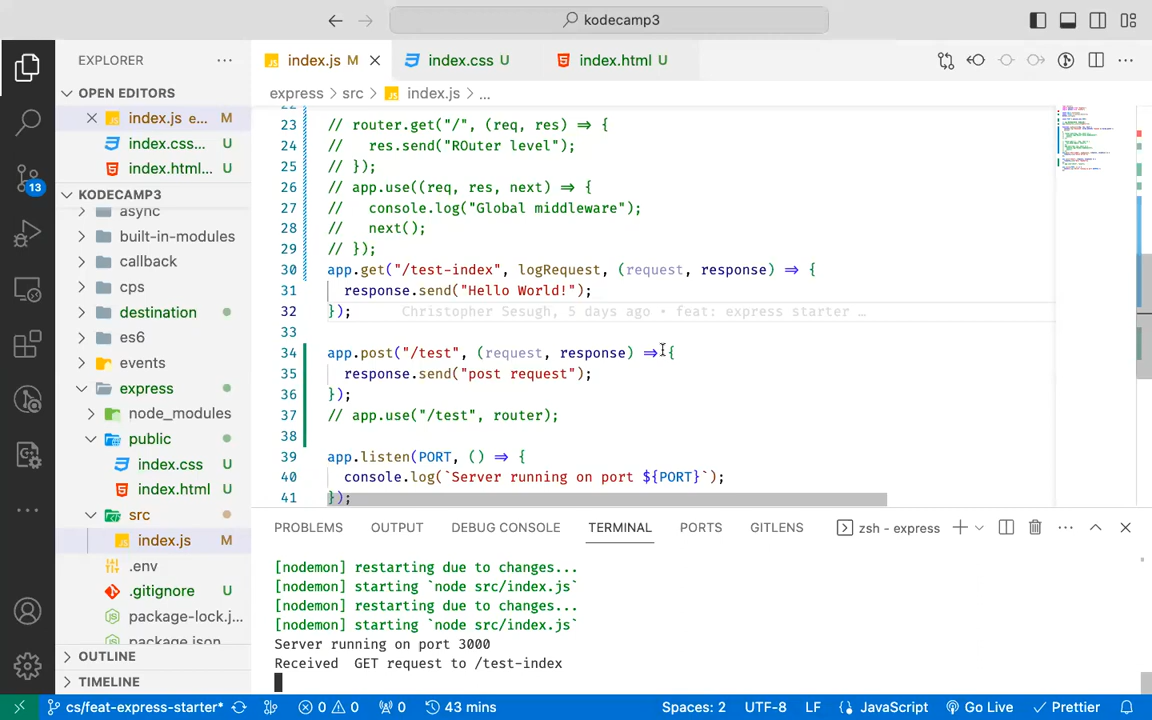 kodecamp3
EXPLORER
OPEN EDITORS
index.js e... M
index.css... U
index.html... U
KODECAMP3
async
built-in-modules
callback
cps
destination
es6
events
express
node_modules
public
index.css U
index.html U
src
index.js M
.env
.gitignore U
package-lock.j...
package.json
OUTLINE
TIMELINE
13
index.js M
index.css U
index.html U
express > src > index.js > ...
23 // router.get("/", (req, res) => {
24 //   res.send("ROuter level");
25 // });
26 // app.use((req, res, next) => {
27 //   console.log("Global middleware");
28 //   next();
29 // });
30 app.get("/test-index", logRequest, (request, response) => {
31   response.send("Hello World!");
32 }); Christopher Sesugh, 5 days ago • feat: express starter …
33
34 app.post("/test", (request, response) => {
35   response.send("post request");
36 });
37 // app.use("/test", router);
38
39 app.listen(PORT, () => {
40   console.log(`Server running on port ${PORT}`);
41 });
PROBLEMS OUTPUT DEBUG CONSOLE TERMINAL PORTS GITLENS zsh - express
[nodemon] restarting due to changes...
[nodemon] starting `node src/index.js`
[nodemon] restarting due to changes...
[nodemon] starting `node src/index.js`
Server running on port 3000
Received  GET request to /test-index
cs/feat-express-starter* 0 0 0 43 mins Spaces: 2 UTF-8 LF JavaScript Go Live Prettier